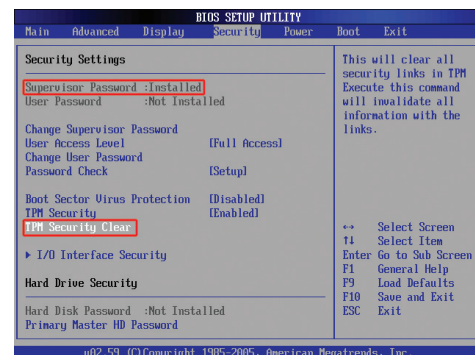 BIOS SETUP UTILITY
Main Advanced Display Security Power Boot Exit
Security Settings
Supervisor Password :Installed
User Password :Not Installed
Change Supervisor Password
User Access Level [Full Access]
Change User Password
Password Check [Setup]
Boot Sector Virus Protection [Disabled]
TPM Security [Enabled]
TPM Security Clear
▶ I/O Interface Security
Hard Drive Security
Hard Disk Password :Not Installed
Primary Master HD Password
This will clear all
security links in TPM
Execute this command
will invalidate all
information with the
links.
↔ Select Screen
↑↓ Select Item
Enter Go to Sub Screen
F1 General Help
F9 Load Defaults
F10 Save and Exit
ESC Exit
v02.59 (C)Copyright 1985-2005, American Megatrends, Inc.